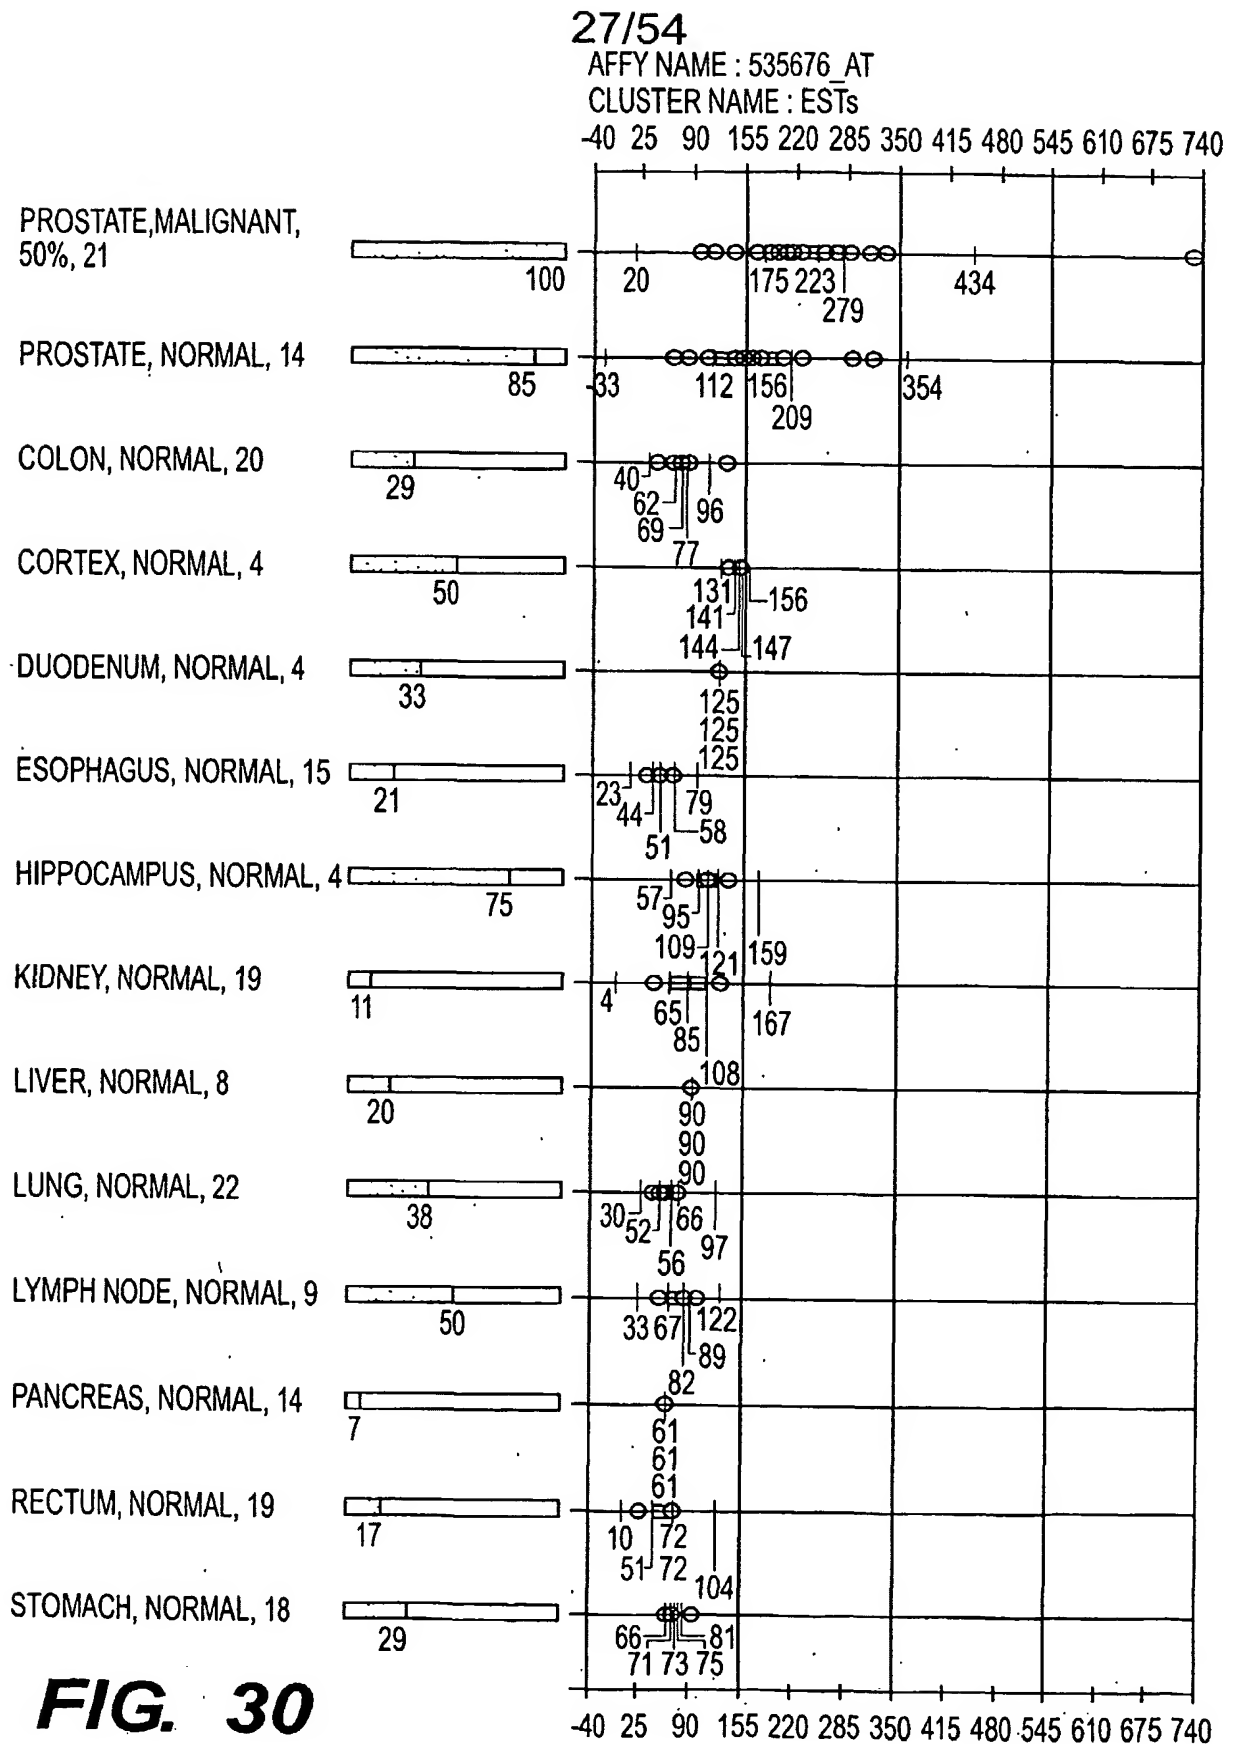 27/54
AFFY NAME : 535676_AT
CLUSTER NAME : ESTs
-40 25 90 155 220 285 350 415 480 545 610 675 740
PROSTATE,MALIGNANT,
50%, 21
100 20 175 223 434
279
PROSTATE, NORMAL, 14
85 -33 112 156 354
209
COLON, NORMAL, 20
29 40
62 96
69
77
CORTEX, NORMAL, 4
50 131 156
141
144 147
DUODENUM, NORMAL, 4
33 125
125
125
ESOPHAGUS, NORMAL, 15
21 23 79
44 58
51
HIPPOCAMPUS, NORMAL, 4
75 57
95
109 121 159
KIDNEY, NORMAL, 19
11 4 65 167
85
108
LIVER, NORMAL, 8
20 90
90
90
LUNG, NORMAL, 22
38 30 52 66
97
56
LYMPH NODE, NORMAL, 9
50 33 67 122
89
82
PANCREAS, NORMAL, 14
7 61
61
61
RECTUM, NORMAL, 19
17 10 72
51 72
104
STOMACH, NORMAL, 18
29 66 81
71 73 75
FIG. 30
-40 25 90 155 220 285 350 415 480 545 610 675 740